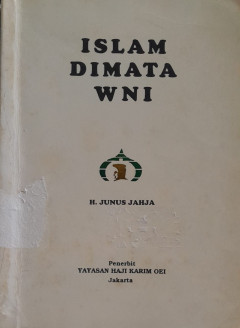 ISLAM
DIMATA
WNI
H. JUNUS JAHJA
Penerbit
YAYASAN HAJI KARIM OEI
Jakarta